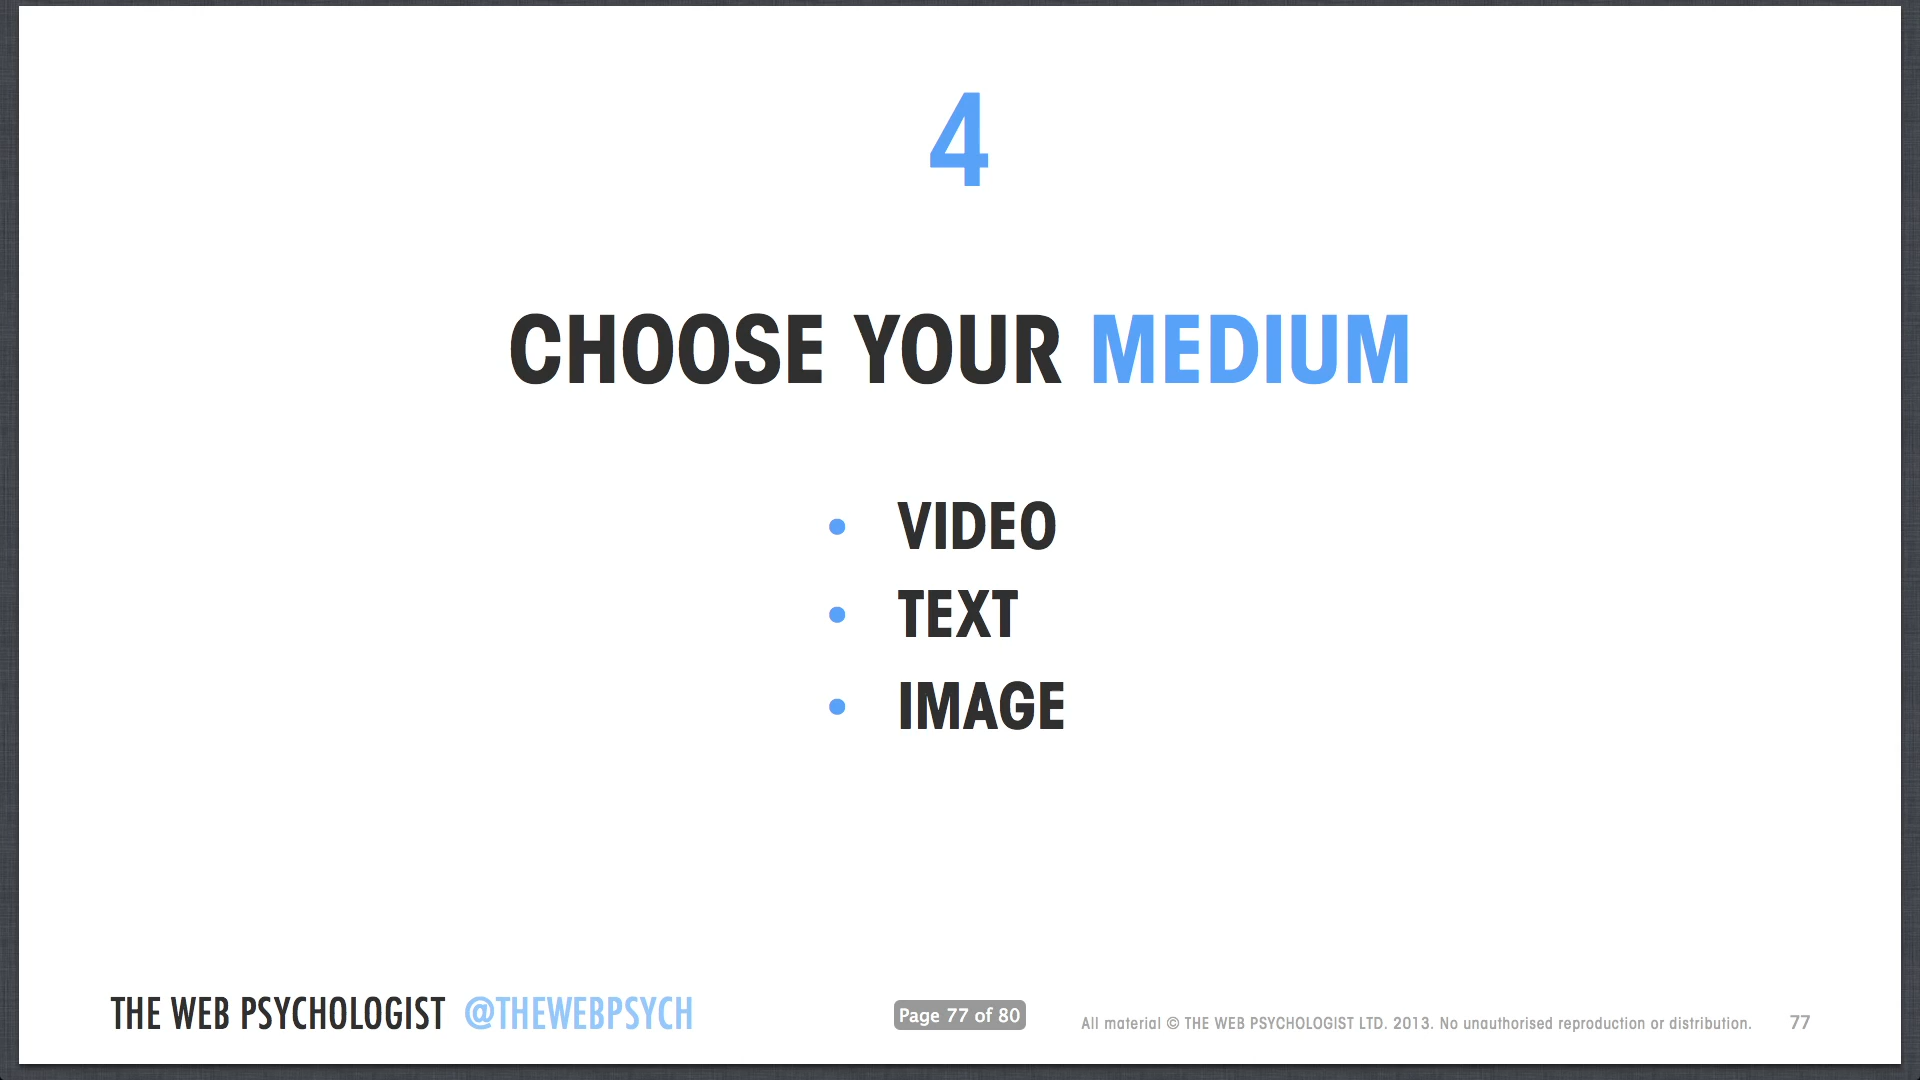 4
CHOOSE YOUR MEDIUM
• VIDEO
• TEXT
• IMAGE
THE WEB PSYCHOLOGIST @THEWEBPSYCH
Page 77 of 80
All material © THE WEB PSYCHOLOGIST LTD. 2013. No unauthorised reproduction or distribution. 77